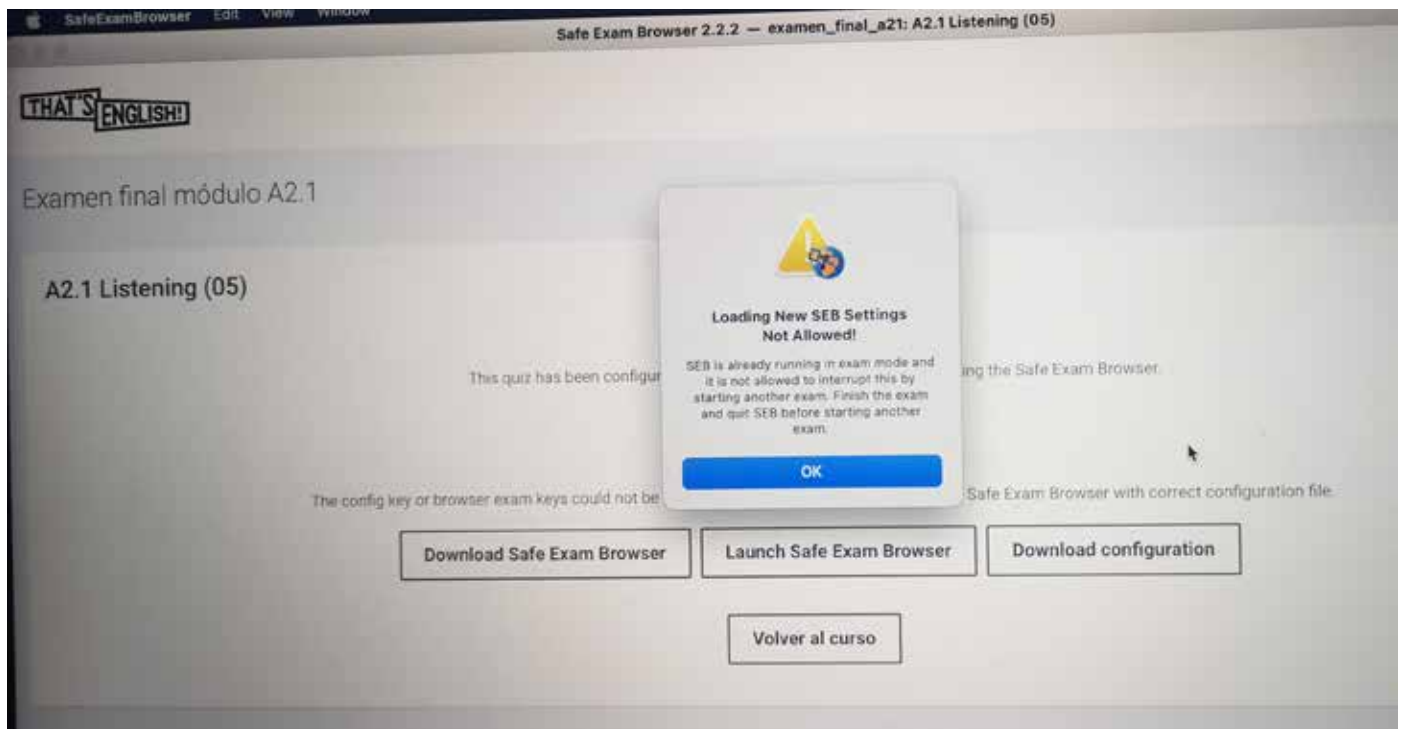 SafeExamBrowser Edit View Window
Safe Exam Browser 2.2.2 — examen_final_a21: A2.1 Listening (05)
THAT'S ENGLISH!
Examen final módulo A2.1
A2.1 Listening (05)
Loading New SEB Settings
Not Allowed!
SEB is already running in exam mode and
it is not allowed to interrupt this by
starting another exam. Finish the exam
and quit SEB before starting another
exam.
OK
This quiz has been configur ing the Safe Exam Browser.
The config key or browser exam keys could not be Safe Exam Browser with correct configuration file.
Download Safe Exam Browser
Launch Safe Exam Browser
Download configuration
Volver al curso